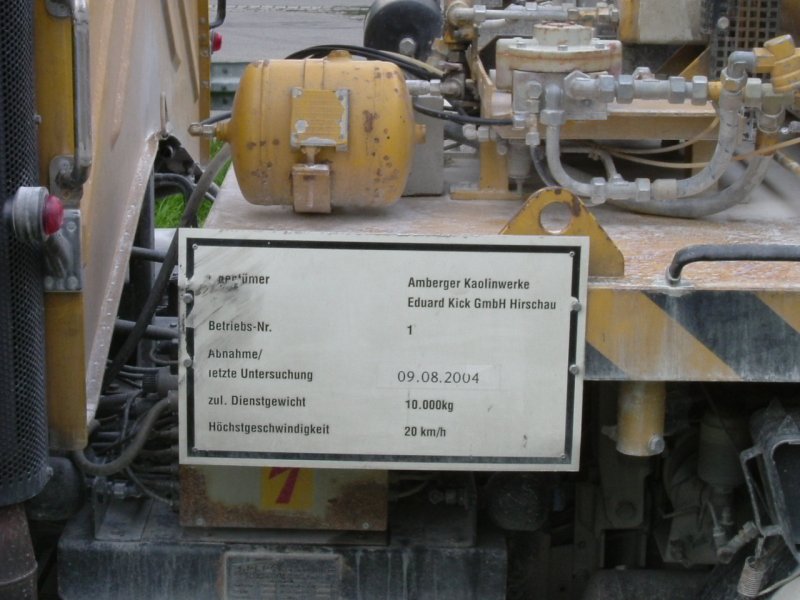 Amberger Kaolinwerke
Eduard Kick GmbH Hirschau
Betriebs-Nr. 1
Abnahme/
letzte Untersuchung 09.08.2004
zul. Dienstgewicht 10.000kg
Höchstgeschwindigkeit 20 km/h